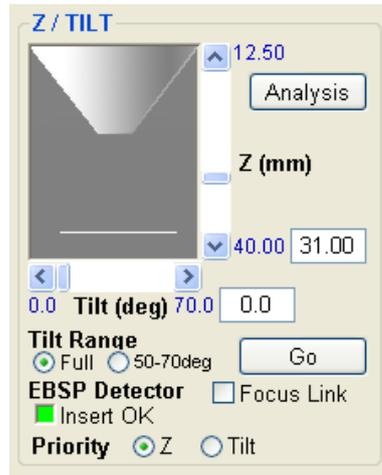 Z / TILT
12.50
Analysis
Z (mm)
40.00 31.00
0.0 Tilt (deg) 70.0 0.0
Tilt Range
Full 50-70deg Go
EBSP Detector Focus Link
Insert OK
Priority Z Tilt